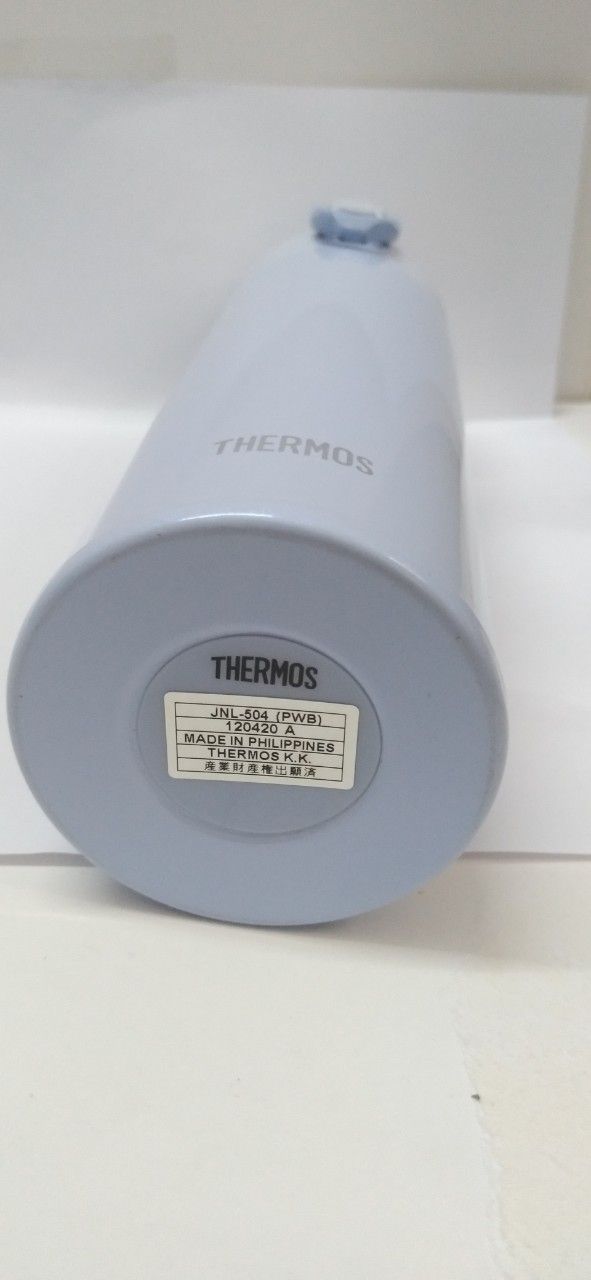 THERMOS
THERMOS
JNL-504 (PWB)
120420 A
MADE IN PHILIPPINES
THERMOS K.K.
産業財産権出願済